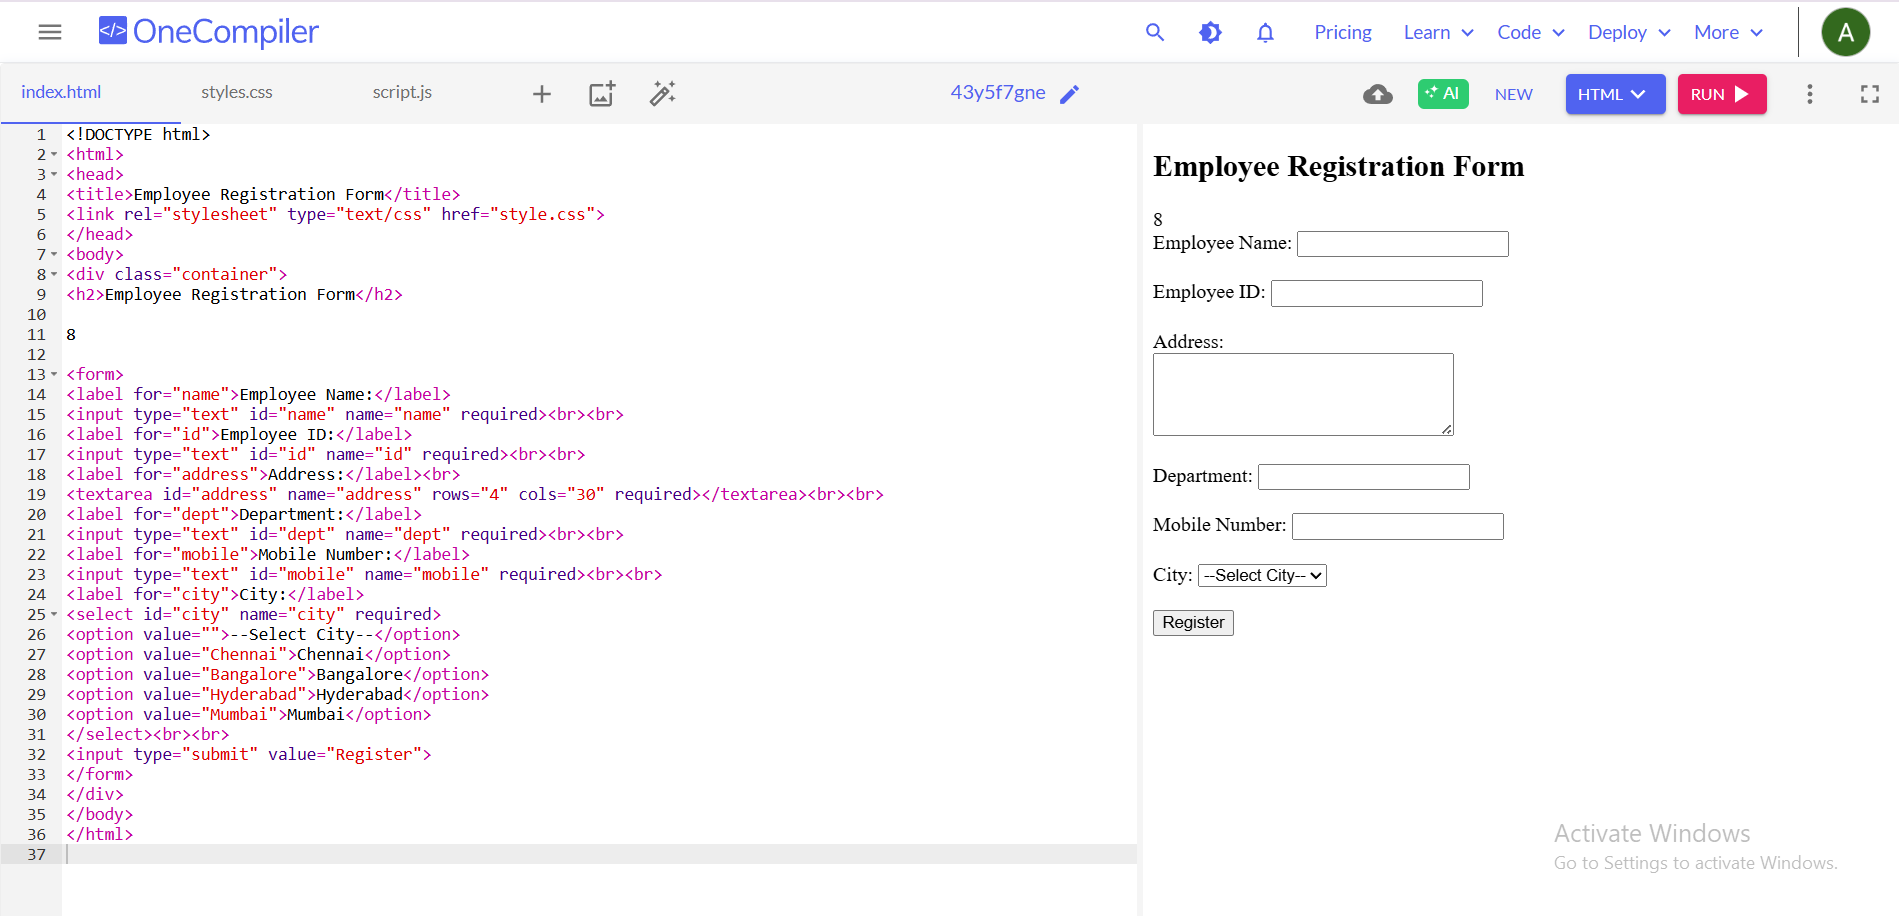 </> OneCompiler
Pricing Learn Code Deploy More A
index.html styles.css script.js 43y5f7gne AI NEW HTML RUN
1 <!DOCTYPE html>
2 <html>
3 <head>
4 <title>Employee Registration Form</title>
5 <link rel="stylesheet" type="text/css" href="style.css">
6 </head>
7 <body>
8 <div class="container">
9 <h2>Employee Registration Form</h2>
10
11 8
12
13 <form>
14 <label for="name">Employee Name:</label>
15 <input type="text" id="name" name="name" required><br><br>
16 <label for="id">Employee ID:</label>
17 <input type="text" id="id" name="id" required><br><br>
18 <label for="address">Address:</label><br>
19 <textarea id="address" name="address" rows="4" cols="30" required></textarea><br><br>
20 <label for="dept">Department:</label>
21 <input type="text" id="dept" name="dept" required><br><br>
22 <label for="mobile">Mobile Number:</label>
23 <input type="text" id="mobile" name="mobile" required><br><br>
24 <label for="city">City:</label>
25 <select id="city" name="city" required>
26 <option value="">--Select City--</option>
27 <option value="Chennai">Chennai</option>
28 <option value="Bangalore">Bangalore</option>
29 <option value="Hyderabad">Hyderabad</option>
30 <option value="Mumbai">Mumbai</option>
31 </select><br><br>
32 <input type="submit" value="Register">
33 </form>
34 </div>
35 </body>
36 </html>
37
Employee Registration Form
8
Employee Name:
Employee ID:
Address:
Department:
Mobile Number:
City: --Select City--
Register
Activate Windows
Go to Settings to activate Windows.